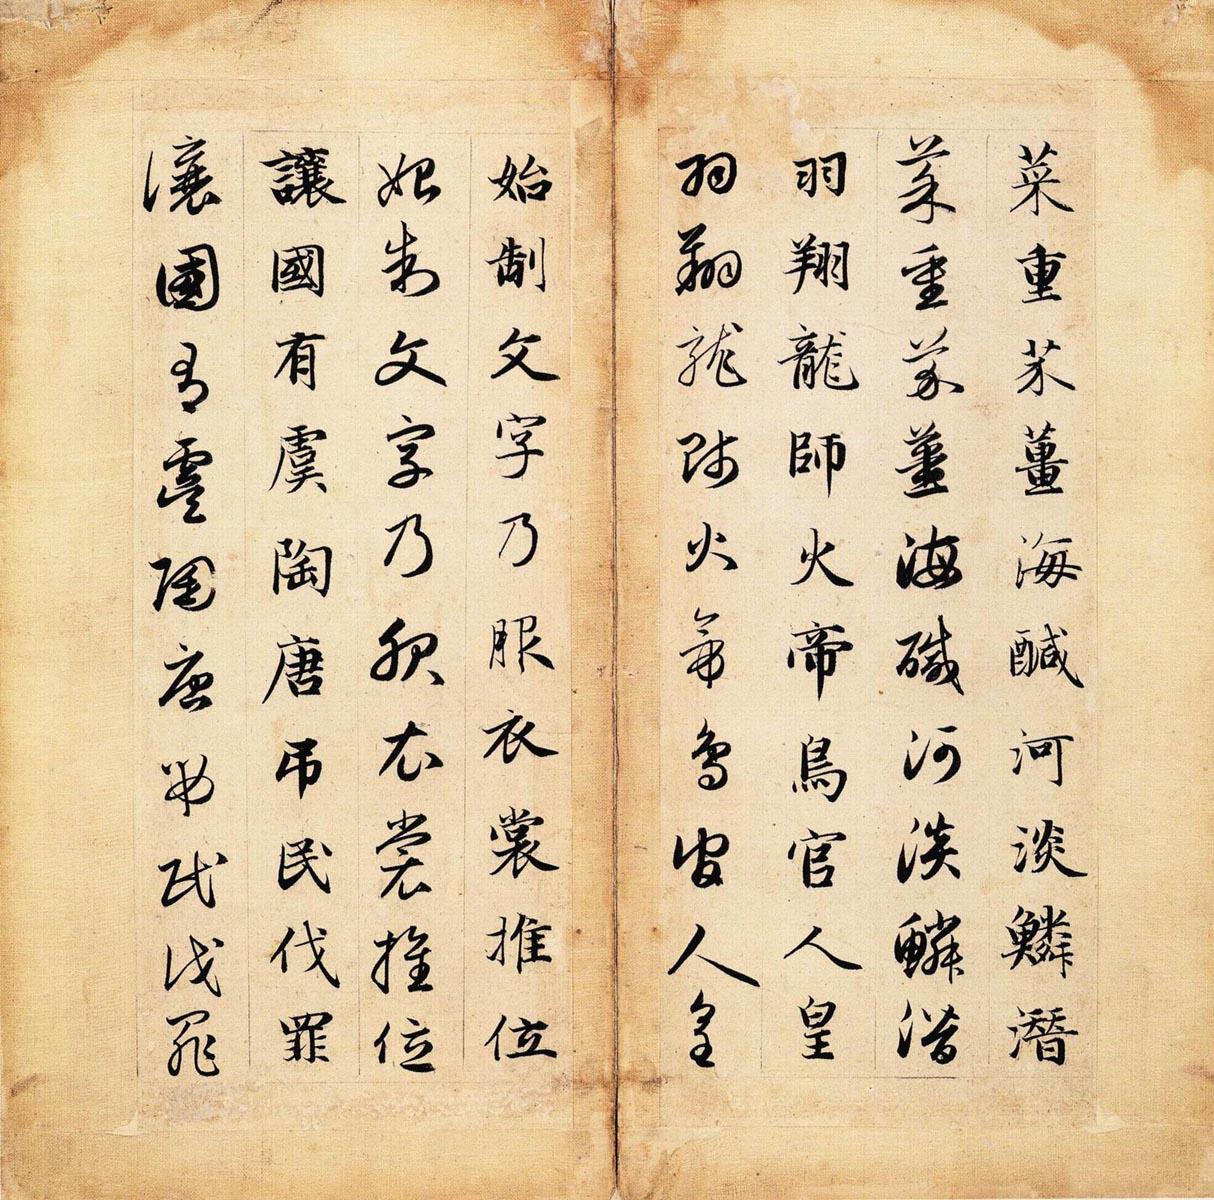 菜重芥薑海醎河淡鱗潛
菜重芥薑海醎河淡鱗潛
羽翔龍師火帝鳥官人皇
羽翔龍師火帝鳥官人皇
始制文字乃服衣裳推位
始制文字乃服衣裳推位
讓國有虞陶唐弔民伐罪
讓國有虞陶唐弔民伐罪